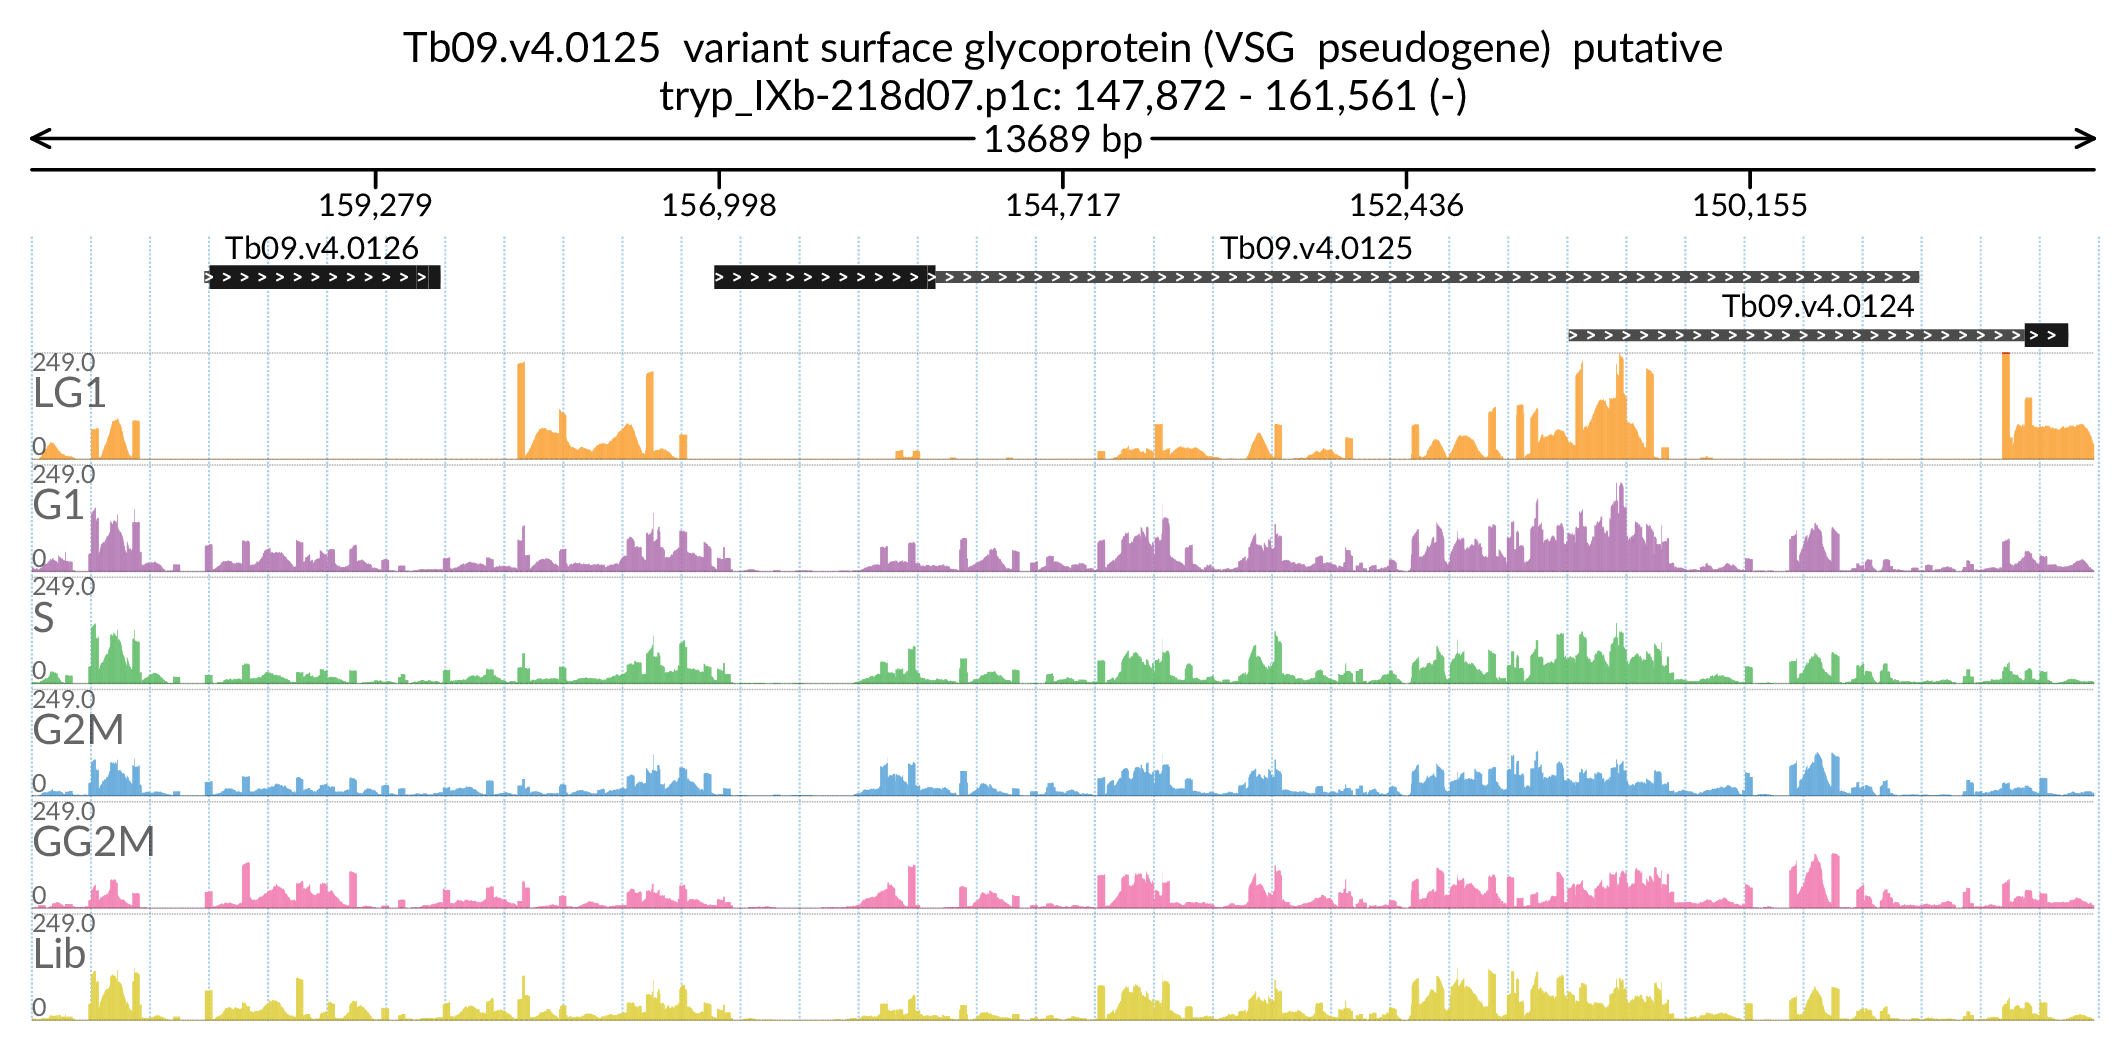 Tb09.v4.0125 variant surface glycoprotein (VSG pseudogene) putative
tryp_IXb-218d07.p1c: 147,872 - 161,561 (-)
13689 bp
159,279 156,998 154,717 152,436 150,155
Tb09.v4.0126 Tb09.v4.0125
Tb09.v4.0124
249.0
LG1
0
249.0
G1
0
249.0
S
0
249.0
G2M
0
249.0
GG2M
0
249.0
Lib
0